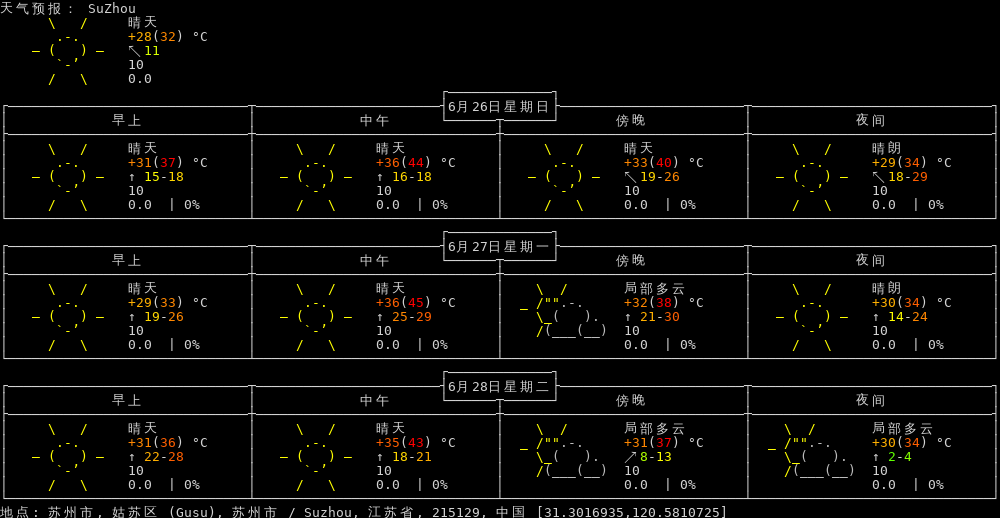 天气预报: SuZhou
晴天
+28(32) °C
↖ 11
10
0.0
6月26日星期日
早上 中午 傍晚 夜间
晴天 晴天 晴天 晴朗
+31(37) °C +36(44) °C +33(40) °C +29(34) °C
↑ 15-18 ↑ 16-18 ↖ 19-26 ↖ 18-29
10 10 10 10
0.0 | 0% 0.0 | 0% 0.0 | 0% 0.0 | 0%
6月27日星期一
早上 中午 傍晚 夜间
晴天 晴天 局部多云 晴朗
+29(33) °C +36(45) °C +32(38) °C +30(34) °C
↑ 19-26 ↑ 25-29 ↑ 21-30 ↑ 14-24
10 10 10 10
0.0 | 0% 0.0 | 0% 0.0 | 0% 0.0 | 0%
6月28日星期二
早上 中午 傍晚 夜间
晴天 晴天 局部多云 局部多云
+31(36) °C +35(43) °C +31(37) °C +30(34) °C
↑ 22-28 ↑ 18-21 ↗ 8-13 ↑ 2-4
10 10 10 10
0.0 | 0% 0.0 | 0% 0.0 | 0% 0.0 | 0%
地点: 苏州市, 姑苏区 (Gusu), 苏州市 / Suzhou, 江苏省, 215129, 中国 [31.3016935,120.5810725]